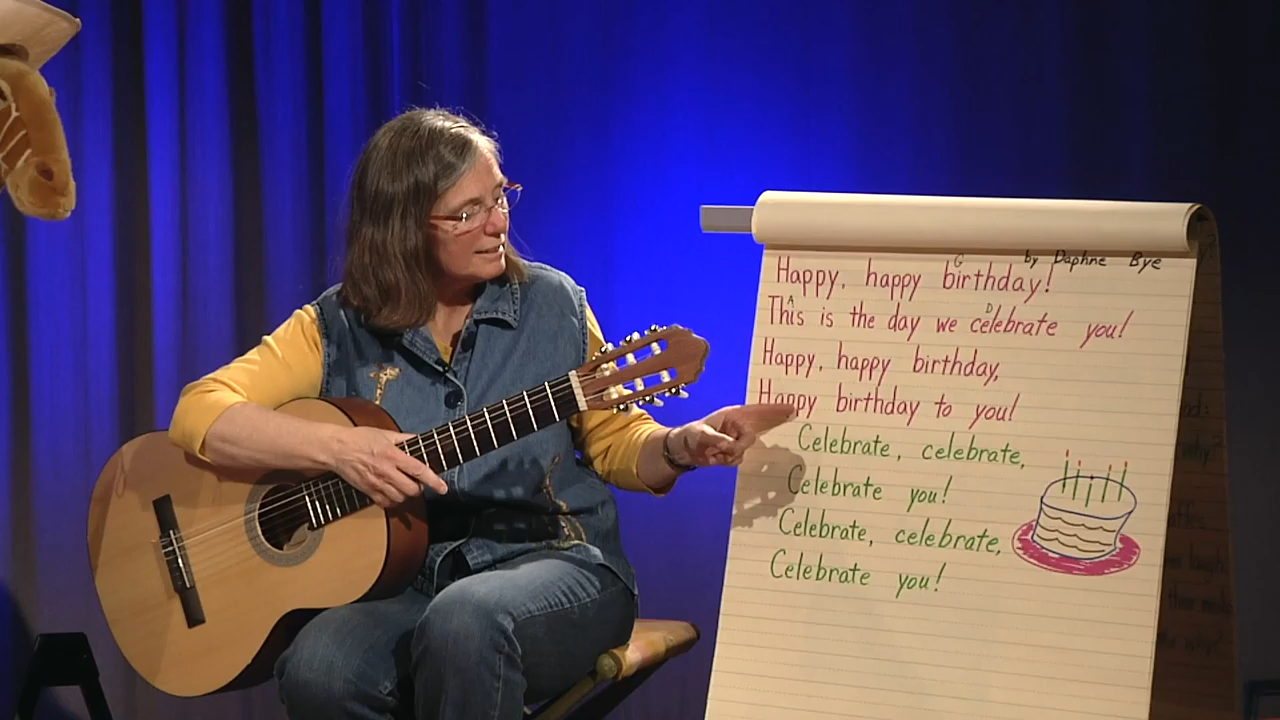 by Daphne Bye
G
Happy, happy birthday!
A D
This is the day we celebrate you!
Happy, happy birthday,
Happy birthday to you!
Celebrate, celebrate,
Celebrate you!
Celebrate, celebrate,
Celebrate you!